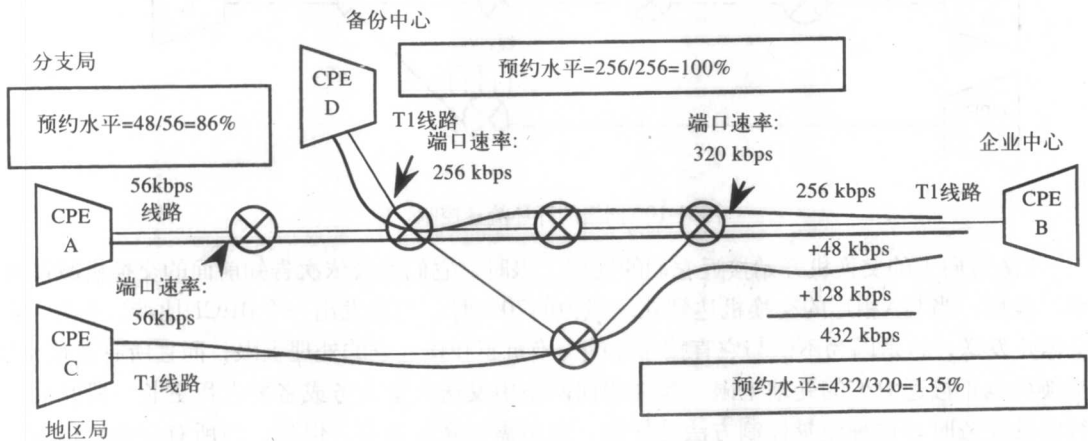 备份中心
分支局
CPE
D
预约水平=256/256=100%
预约水平=48/56=86%
T1线路
端口速率:
256 kbps
端口速率:
320 kbps
企业中心
56kbps
线路
CPE
A
256 kbps
T1线路
CPE
B
+48 kbps
端口速率:
56kbps
+128 kbps
432 kbps
CPE
C
T1线路
预约水平=432/320=135%
地区局